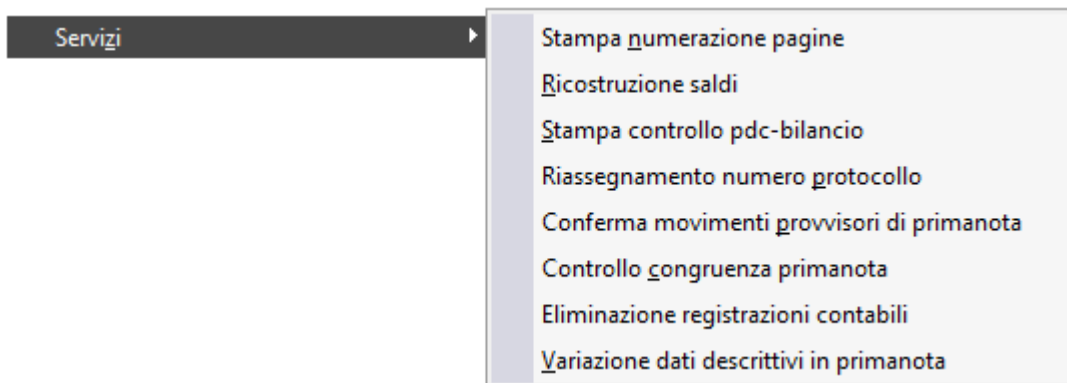 Servizi
Stampa numerazione pagine
Ricostruzione saldi
Stampa controllo pdc-bilancio
Riassegnamento numero protocollo
Conferma movimenti provvisori di primanota
Controllo congruenza primanota
Eliminazione registrazioni contabili
Variazione dati descrittivi in primanota